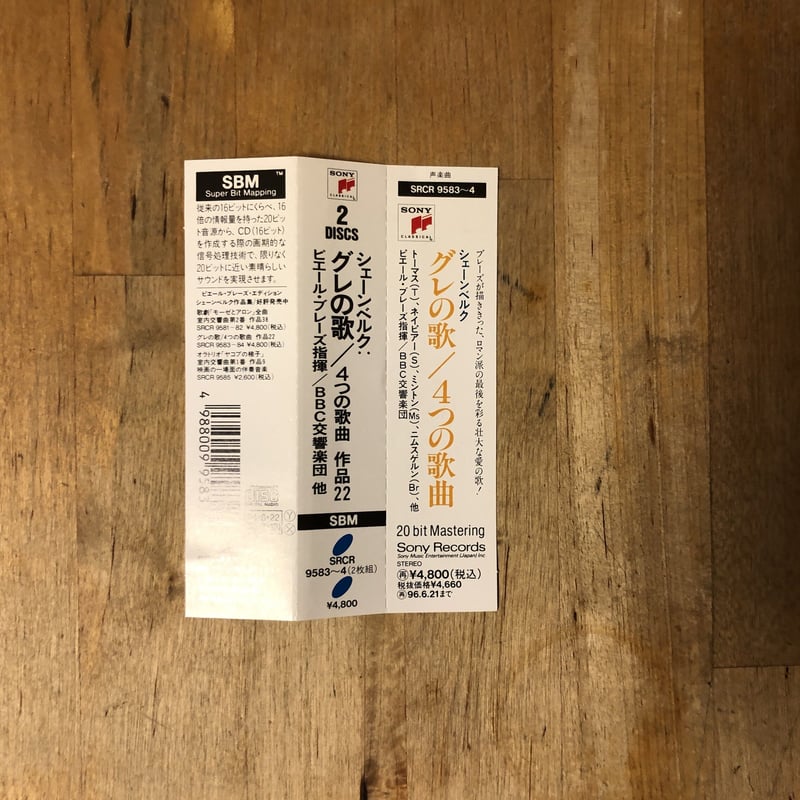 SBM™
Super Bit Mapping
従来の16ビットにくらべ、16
倍の情報量を持った20ビッ
ト音源から、CD(16ビット)
を作成する際の画期的な
信号処理技術で、限りなく
20ビットに近い素晴らしい
サウンドを実現させます。
ピエール・ブレーズ・エディション
シェーンベルク作品集/好評発売中
歌劇「モーゼとアロン」全曲
室内交響曲第2番 作品38
SRCR 9581〜82 ¥4,800(税込)
グレの歌/4つの歌曲 作品22
SRCR 9583〜84 ¥4,800(税込)
オラトリオ「ヤコブの梯子」
室内交響曲第1番 作品9
映画の一場面の伴奏音楽
SRCR 9585 ¥2,600(税込)
4 988009 9583
DIGITAL AUDIO
SONY
CLASSICAL
2
DISCS
シェーンベルク:
グレの歌/4つの歌曲 作品22
ピエール・ブレーズ指揮/BBC交響楽団 他
SBM
SRCR
9583〜4(2枚組)
¥4,800
声楽曲
SRCR 9583〜4
SONY
CLASSICAL
ブレーズが描ききった、ロマン派の最後を彩る壮大な愛の歌!
シェーンベルク
グレの歌/4つの歌曲
トーマス(T)、ネイピアー(S)、ミントン(Ms)、ニムスゲルン(Br)、他
ピエール・ブレーズ指揮/BBC交響楽団
20 bit Mastering
Sony Records
Sony Music Entertainment (Japan) Inc
STEREO
再¥4,800(税込)
税抜価格¥4,660
再96.6.21まで